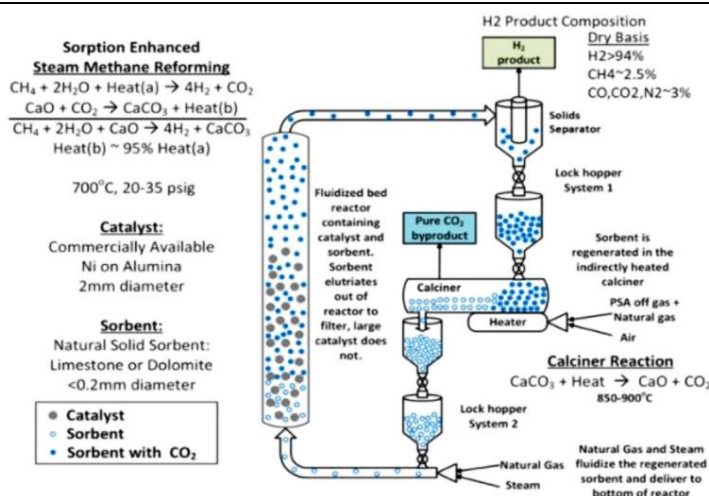 Sorption Enhanced
Steam Methane Reforming
CH₄ + 2H₂O + Heat(a) → 4H₂ + CO₂
CaO + CO₂ → CaCO₃ + Heat(b)
CH₄ + 2H₂O + CaO → 4H₂ + CaCO₃
Heat(b) ~ 95% Heat(a)
700°C, 20-35 psig
Catalyst:
Commercially Available
Ni on Alumina
2mm diameter
Sorbent:
Natural Solid Sorbent:
Limestone or Dolomite
<0.2mm diameter
Catalyst
Sorbent
Sorbent with CO₂
Fluidized bed
reactor
containing
catalyst and
sorbent.
Sorbent
elutriates
out of
reactor to
filter, large
catalyst does
not.
H2 Product Composition
Dry Basis
H2>94%
CH4~2.5%
CO,CO2,N2~3%
H₂
product
Solids
Separator
Lock hopper
System 1
Pure CO₂
byproduct
Sorbent is
regenerated in the
indirectly heated
calciner
Calciner
Heater
PSA off gas +
Natural gas
Air
Calciner Reaction
CaCO₃ + Heat → CaO + CO₂
850-900°C
Lock hopper
System 2
Natural Gas
Steam
Natural Gas and Steam
fluidize the regenerated
sorbent and deliver to
bottom of reactor